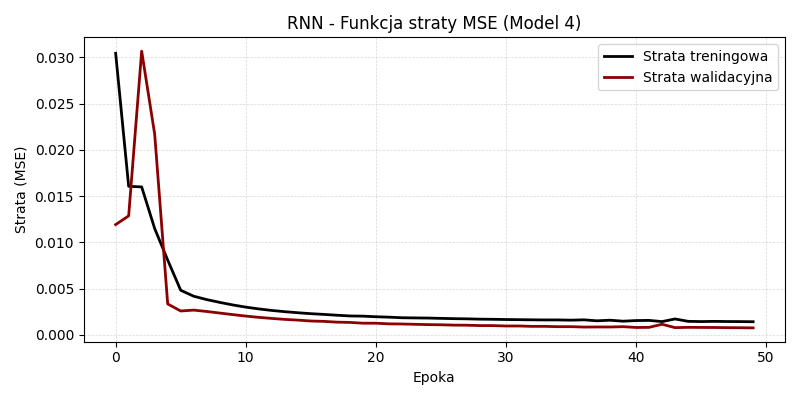 RNN - Funkcja straty MSE (Model 4)
Strata treningowa
Strata walidacyjna
Strata (MSE)
0.030
0.025
0.020
0.015
0.010
0.005
0.000
0 10 20 30 40 50
Epoka